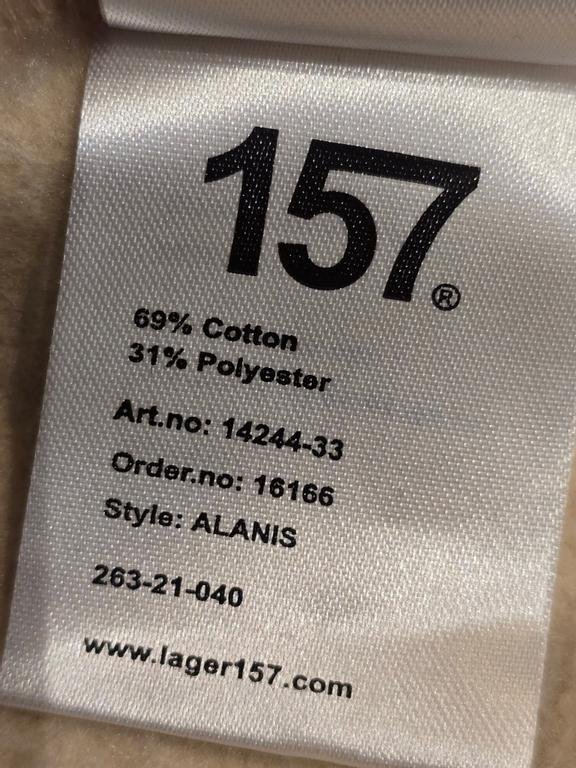 157®
69% Cotton
31% Polyester
Art.no: 14244-33
Order.no: 16166
Style: ALANIS
263-21-040
www.lager157.com